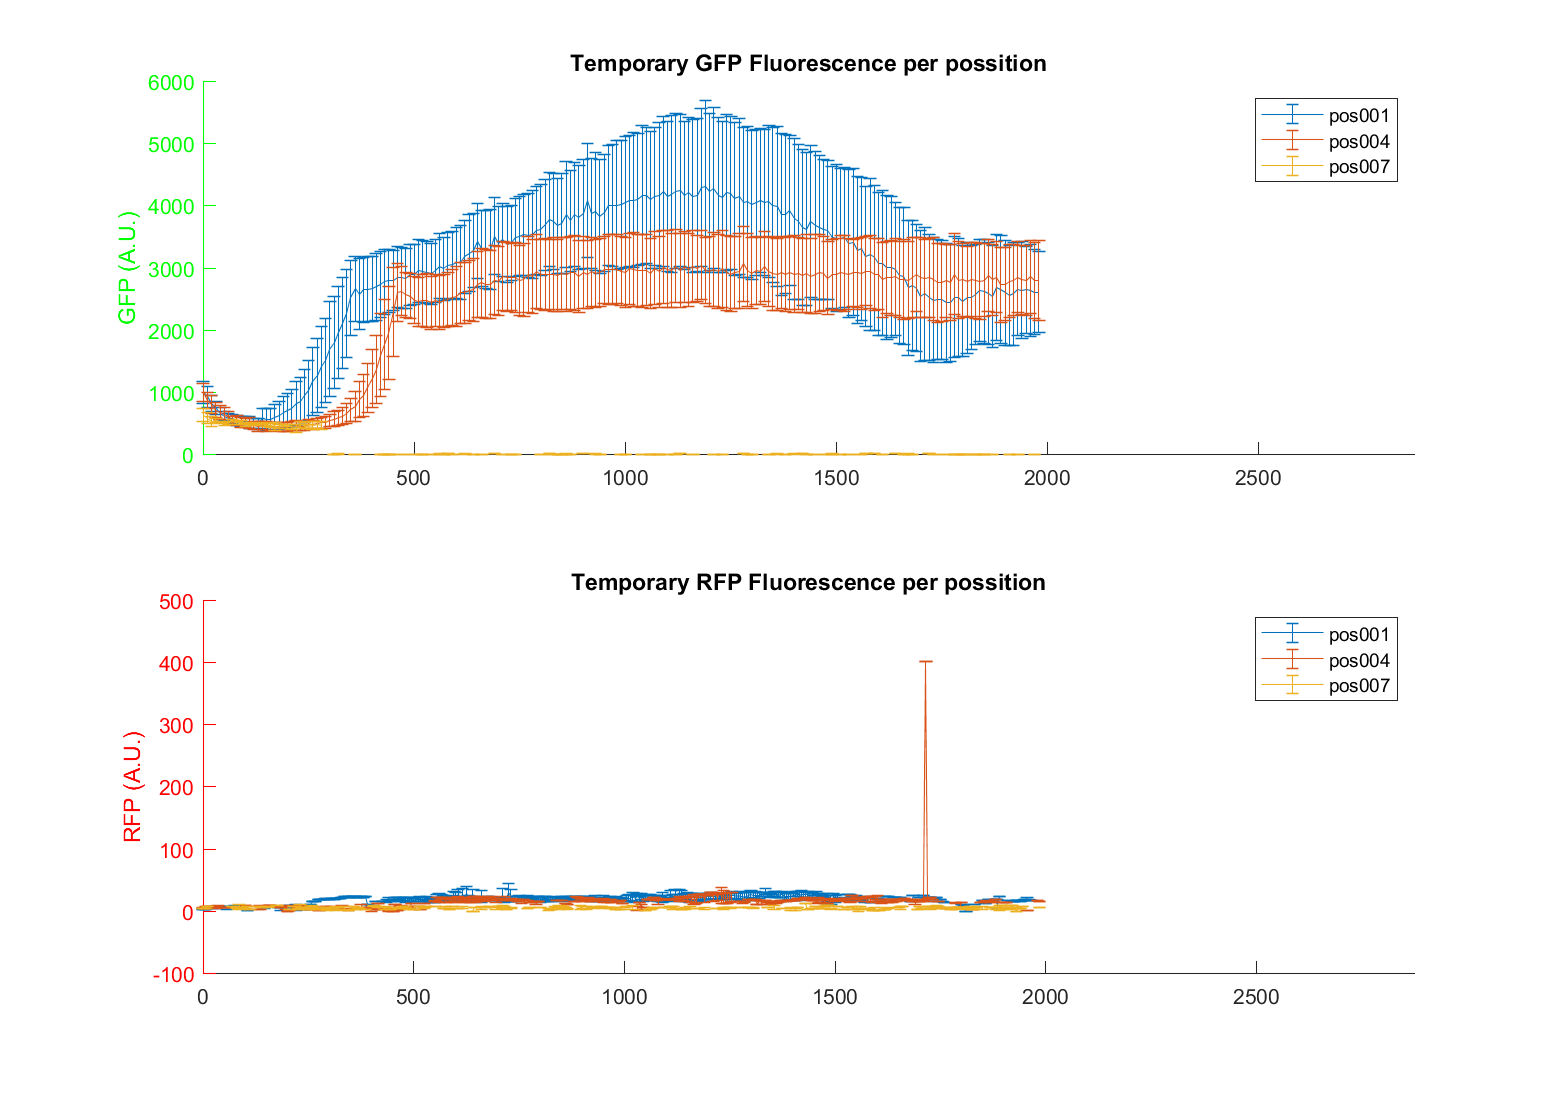 Temporary GFP Fluorescence per possition
6000
5000
4000
3000
2000
1000
0
GFP (A.U.)
0 500 1000 1500 2000 2500
pos001
pos004
pos007
Temporary RFP Fluorescence per possition
500
400
300
200
100
0
-100
RFP (A.U.)
0 500 1000 1500 2000 2500
pos001
pos004
pos007